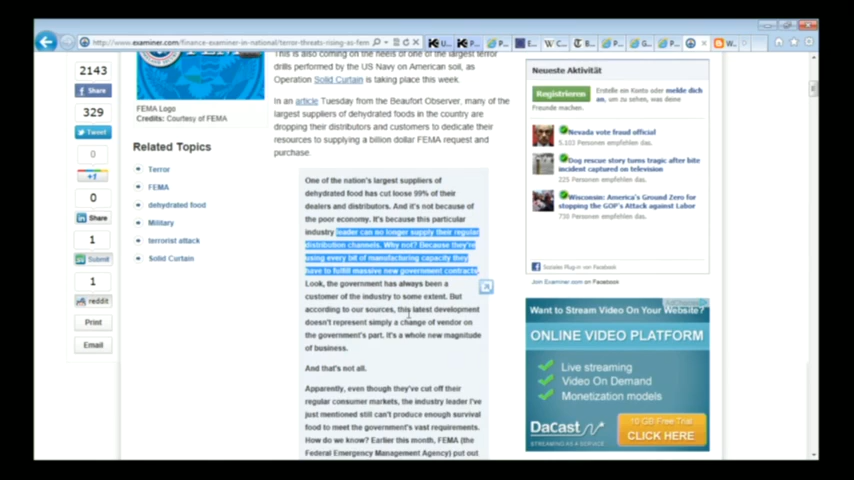 http://www.examiner.com/finance-examiner-in-national/terror-threats-rising-as-fem
2143
Share
329
Tweet
0
+1
0
Share
1
Submit
1
reddit
Print
Email
FEMA Logo
Credits: Courtesy of FEMA
Related Topics
Terror
FEMA
dehydrated food
Military
terrorist attack
Solid Curtain
This is also coming on the heels of one of the largest terror
drills performed by the US Navy on American soil, as
Operation Solid Curtain is taking place this week.
In an article Tuesday from the Beaufort Observer, many of the
largest suppliers of dehydrated foods in the country are
dropping their distributors and customers to dedicate their
resources to supplying a billion dollar FEMA request and
purchase.
One of the nation's largest suppliers of
dehydrated food has cut loose 99% of their
dealers and distributors. And it's not because of
the poor economy. It's because this particular
industry leader can no longer supply their regular
distribution channels. Why not? Because they're
using every bit of manufacturing capacity they
have to fulfill massive new government contracts.
Look, the government has always been a
customer of the industry to some extent. But
according to our sources, this latest development
doesn't represent simply a change of vendor on
the government's part. It's a whole new magnitude
of business.
And that's not all.
Apparently, even though they've cut off their
regular consumer markets, the industry leader I've
just mentioned still can't produce enough survival
food to meet the government's vast requirements.
How do we know? Earlier this month, FEMA (the
Federal Emergency Management Agency) put out
Neueste Aktivität
Registrieren
Erstelle ein Konto oder melde dich
an, um zu sehen, was deine
Freunde machen.
Nevada vote fraud official
5.103 Personen empfehlen das.
Dog rescue story turns tragic after bite
incident captured on television
225 Personen empfehlen das.
Wisconsin: America's Ground Zero for
stopping the GOP's Attack against Labor
738 Personen empfehlen das.
Soziales Plug-in von Facebook
Join Examiner.com on Facebook
Want to Stream Video On Your Website?
ONLINE VIDEO PLATFORM
Live streaming
Video On Demand
Monetization models
DaCast
STREAMING AS A SERVICE
10 GB Free Trial
CLICK HERE